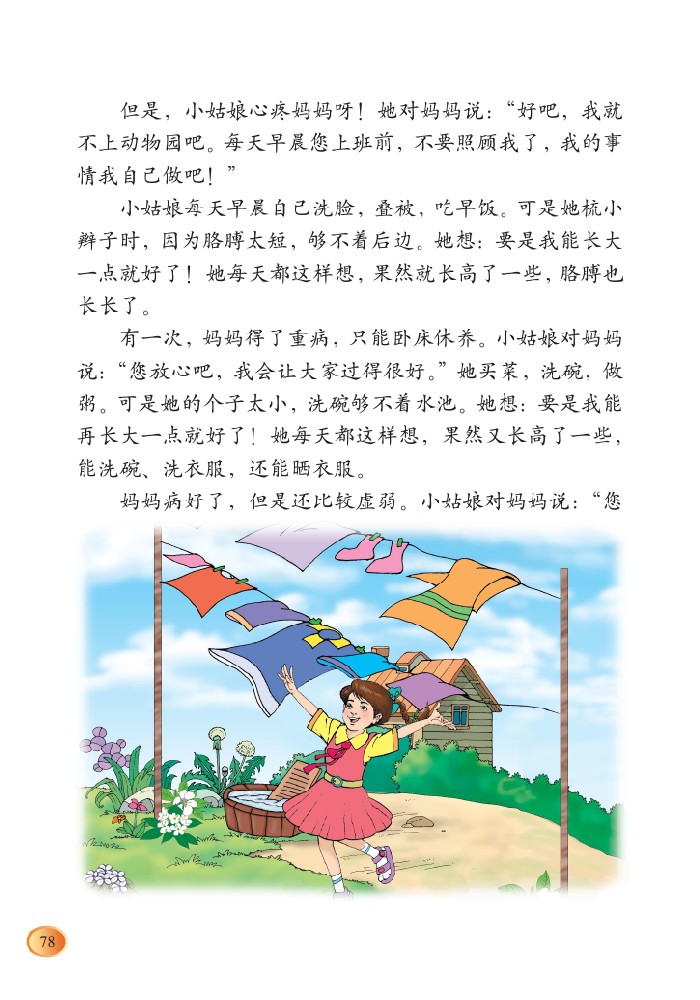 但是，小姑娘心疼妈妈呀！她对妈妈说：“好吧，我就
不上动物园吧。每天早晨您上班前，不要照顾我了，我的事
情我自己做吧！”
小姑娘每天早晨自己洗脸，叠被，吃早饭。可是她梳小
辫子时，因为胳膊太短，够不着后边。她想：要是我能长大
一点就好了！她每天都这样想，果然就长高了一些，胳膊也
长长了。
有一次，妈妈得了重病，只能卧床休养。小姑娘对妈妈
说：“您放心吧，我会让大家过得很好。”她买菜，洗碗，做
粥。可是她的个子太小，洗碗够不着水池。她想：要是我能
再长大一点就好了！她每天都这样想，果然又长高了一些，
能洗碗、洗衣服，还能晒衣服。
妈妈病好了，但是还比较虚弱。小姑娘对妈妈说：“您
78